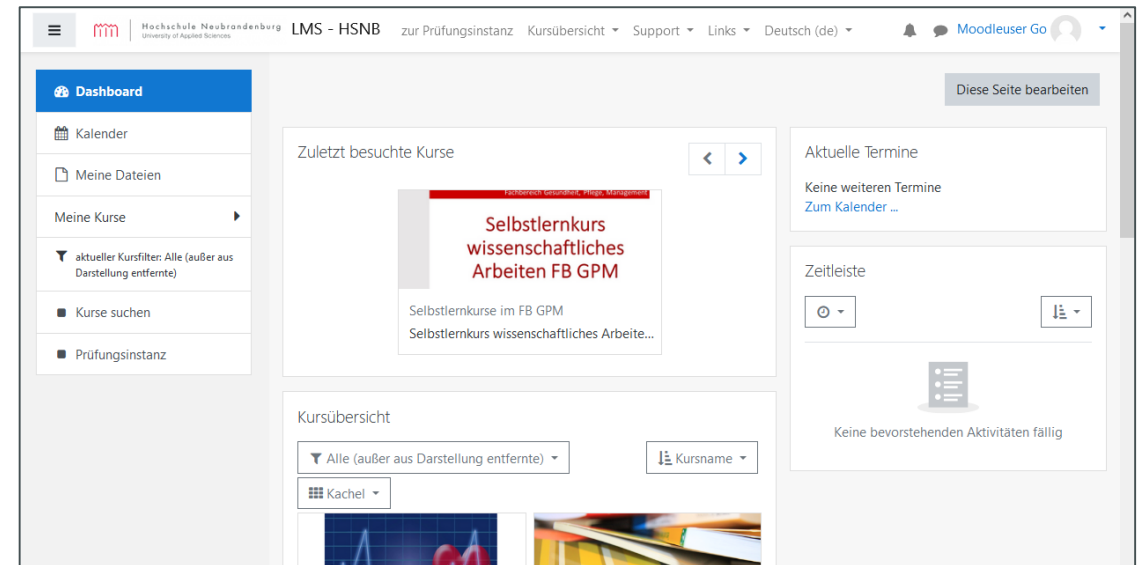 Hochschule Neubrandenburg
University of Applied Sciences
LMS - HSNB
zur Prüfungsinstanz Kursübersicht Support Links Deutsch (de)
Moodleuser Go
Dashboard
Kalender
Meine Dateien
Meine Kurse
aktueller Kursfilter: Alle (außer aus
Darstellung entfernte)
Kurse suchen
Prüfungsinstanz
Diese Seite bearbeiten
Zuletzt besuchte Kurse
Fachbereich Gesundheit, Pflege, Management
Selbstlernkurs
wissenschaftliches
Arbeiten FB GPM
Selbstlernkurse im FB GPM
Selbstlernkurs wissenschaftliches Arbeite...
Kursübersicht
Alle (außer aus Darstellung entfernte)
Kursname
Kachel
Aktuelle Termine
Keine weiteren Termine
Zum Kalender ...
Zeitleiste
Keine bevorstehenden Aktivitäten fällig